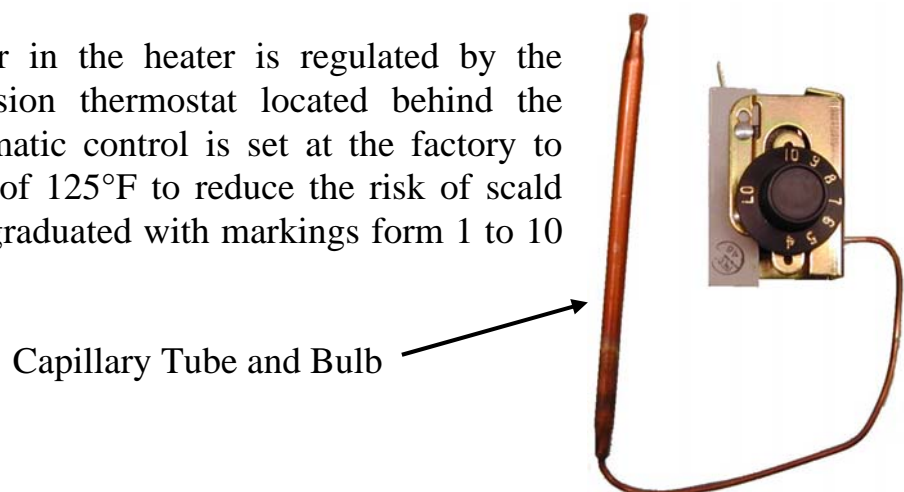 r in the heater is regulated by the
sion thermostat located behind the
matic control is set at the factory to
of 125°F to reduce the risk of scald
graduated with markings form 1 to 10
Capillary Tube and Bulb
10 9 8 7 6 5 4 LO